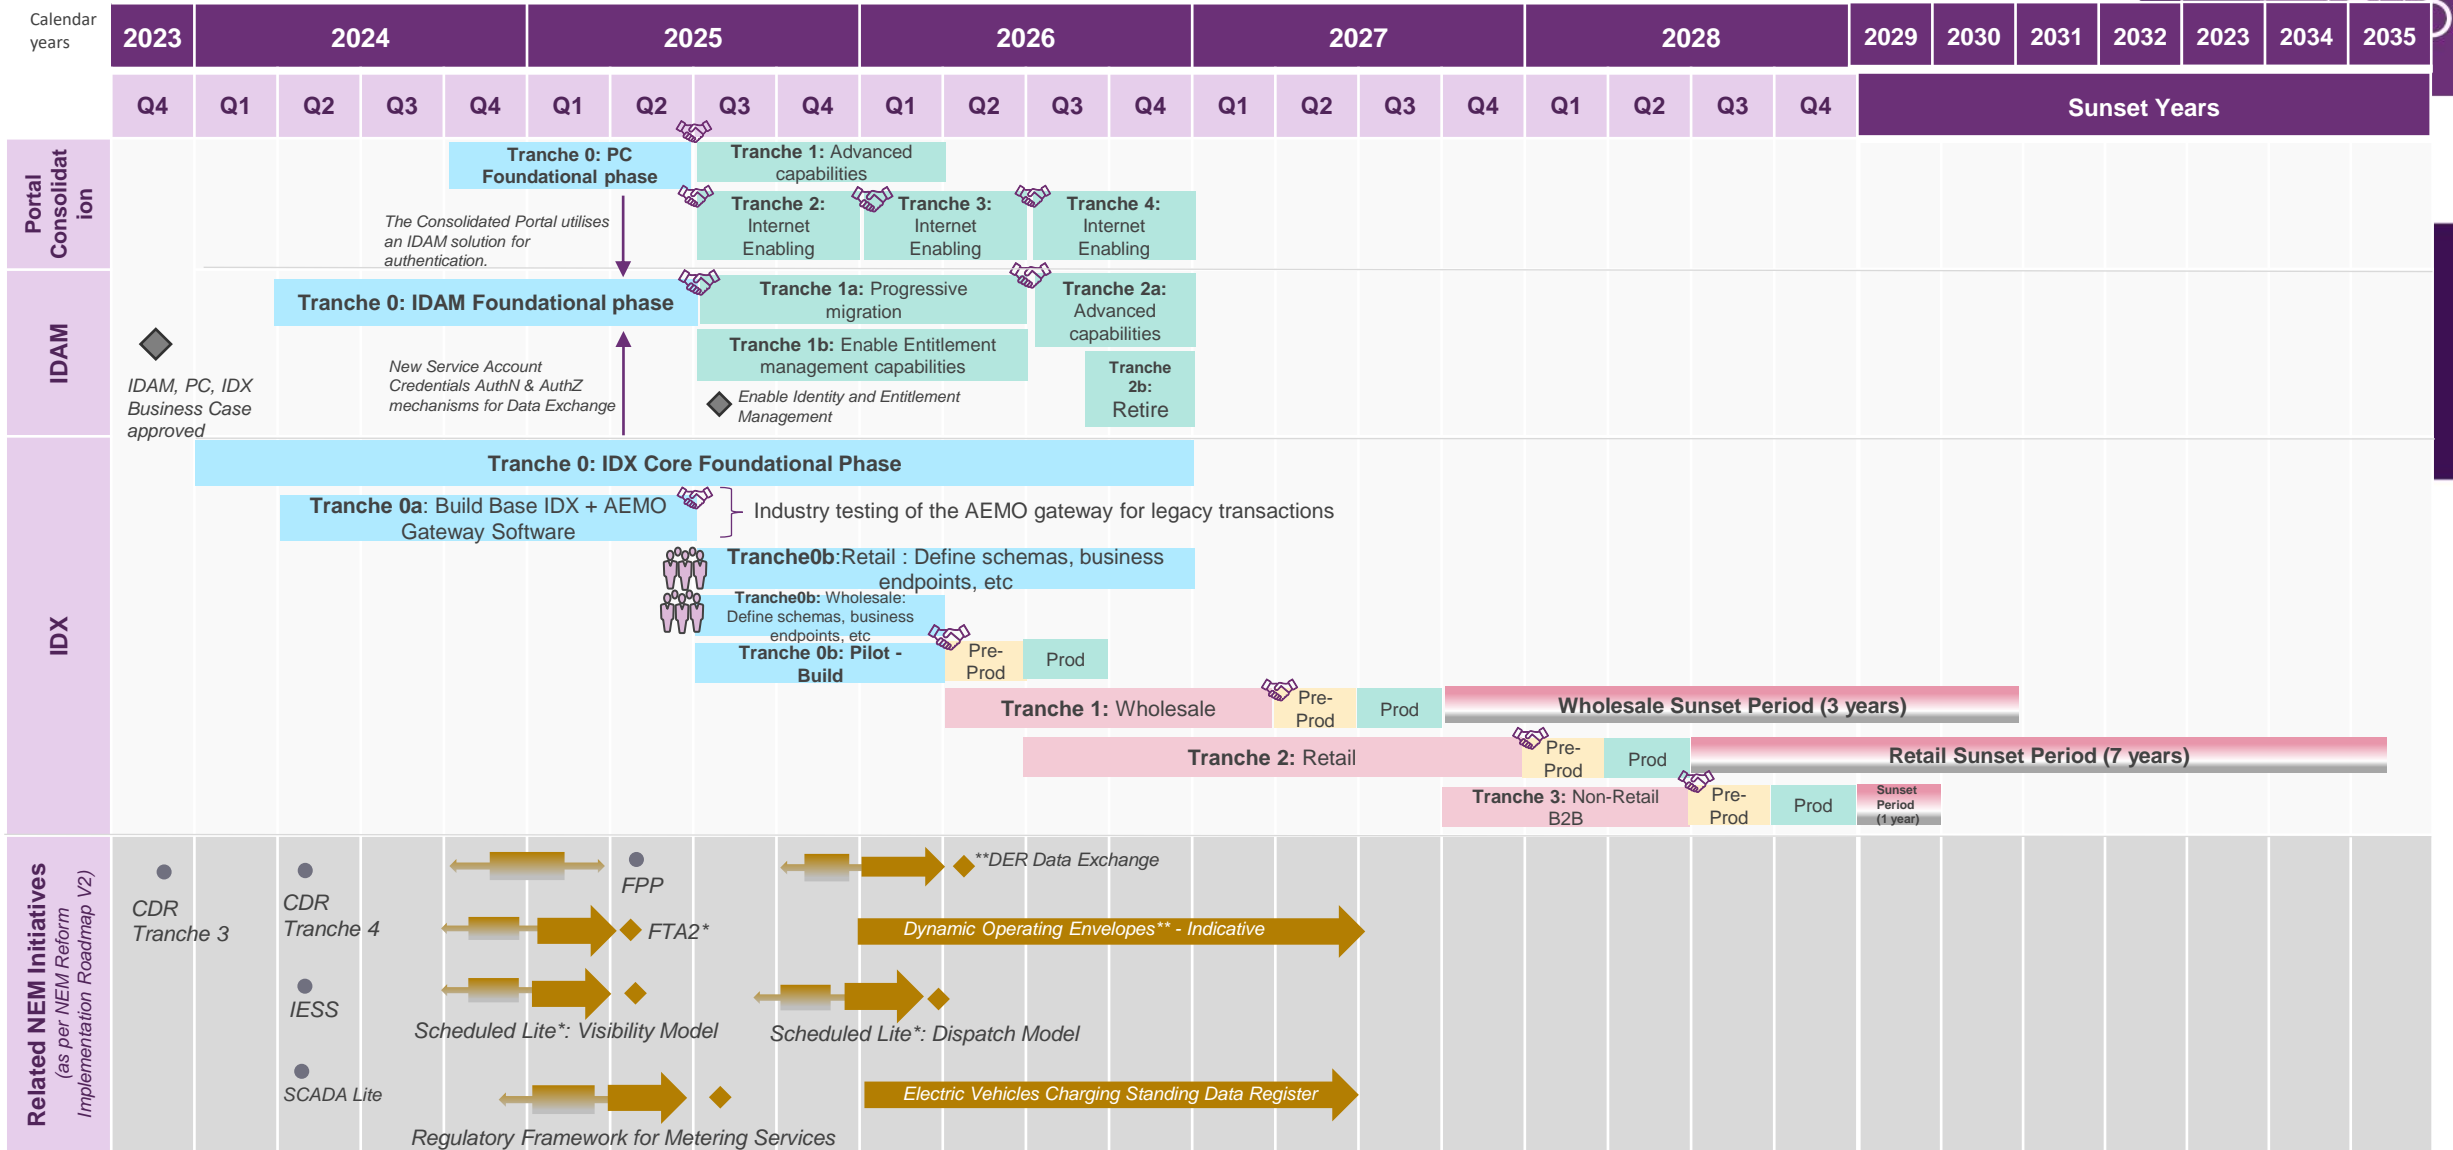 Calendar
years
2023 2024 2025 2026 2027 2028 2029 2030 2031 2032 2023 2034 2035
Q4 Q1 Q2 Q3 Q4 Q1 Q2 Q3 Q4 Q1 Q2 Q3 Q4 Q1 Q2 Q3 Q4 Q1 Q2 Q3 Q4 Sunset Years
Portal
Consolidat
ion
Tranche 0: PC
Foundational phase
Tranche 1: Advanced
capabilities
The Consolidated Portal utilises
an IDAM solution for
authentication.
Tranche 2:
Internet
Enabling
Tranche 3:
Internet
Enabling
Tranche 4:
Internet
Enabling
IDAM
IDAM, PC, IDX
Business Case
approved
Tranche 0: IDAM Foundational phase
Tranche 1a: Progressive
migration
Tranche 2a:
Advanced
capabilities
New Service Account
Credentials AuthN & AuthZ
mechanisms for Data Exchange
Tranche 1b: Enable Entitlement
management capabilities
Enable Identity and Entitlement
Management
Tranche
2b:
Retire
IDX
Tranche 0: IDX Core Foundational Phase
Tranche 0a: Build Base IDX + AEMO
Gateway Software
Industry testing of the AEMO gateway for legacy transactions
Tranche0b:Retail : Define schemas, business
endpoints, etc
Tranche0b: Wholesale:
Define schemas, business
endpoints, etc
Tranche 0b: Pilot -
Build
Pre-
Prod
Prod
Tranche 1: Wholesale
Pre-
Prod
Prod
Wholesale Sunset Period (3 years)
Tranche 2: Retail
Pre-
Prod
Prod
Retail Sunset Period (7 years)
Tranche 3: Non-Retail
B2B
Pre-
Prod
Prod
Sunset
Period
(1 year)
Related NEM Initiatives
(as per NEM Reform
Implementation Roadmap V2)
CDR
Tranche 3
CDR
Tranche 4
FPP
**DER Data Exchange
FTA2*
Dynamic Operating Envelopes** - Indicative
IESS
Scheduled Lite*: Visibility Model
Scheduled Lite*: Dispatch Model
SCADA Lite
Electric Vehicles Charging Standing Data Register
Regulatory Framework for Metering Services